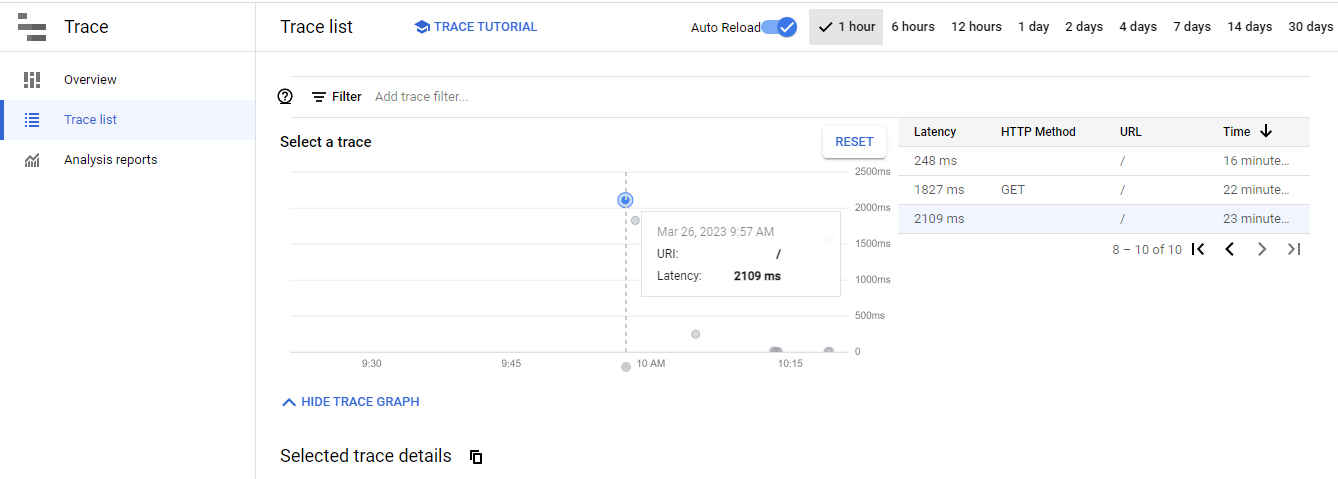 Trace
Trace list
TRACE TUTORIAL
Auto Reload
1 hour
6 hours
12 hours
1 day
2 days
4 days
7 days
14 days
30 days
Overview
Trace list
Analysis reports
Filter
Add trace filter...
Select a trace
RESET
2500ms
2000ms
1500ms
1000ms
500ms
0
Mar 26, 2023 9:57 AM
URI: /
Latency: 2109 ms
9:30
9:45
10 AM
10:15
HIDE TRACE GRAPH
Latency HTTP Method URL Time
248 ms / 16 minute...
1827 ms GET / 22 minute...
2109 ms / 23 minute...
8 – 10 of 10
Selected trace details